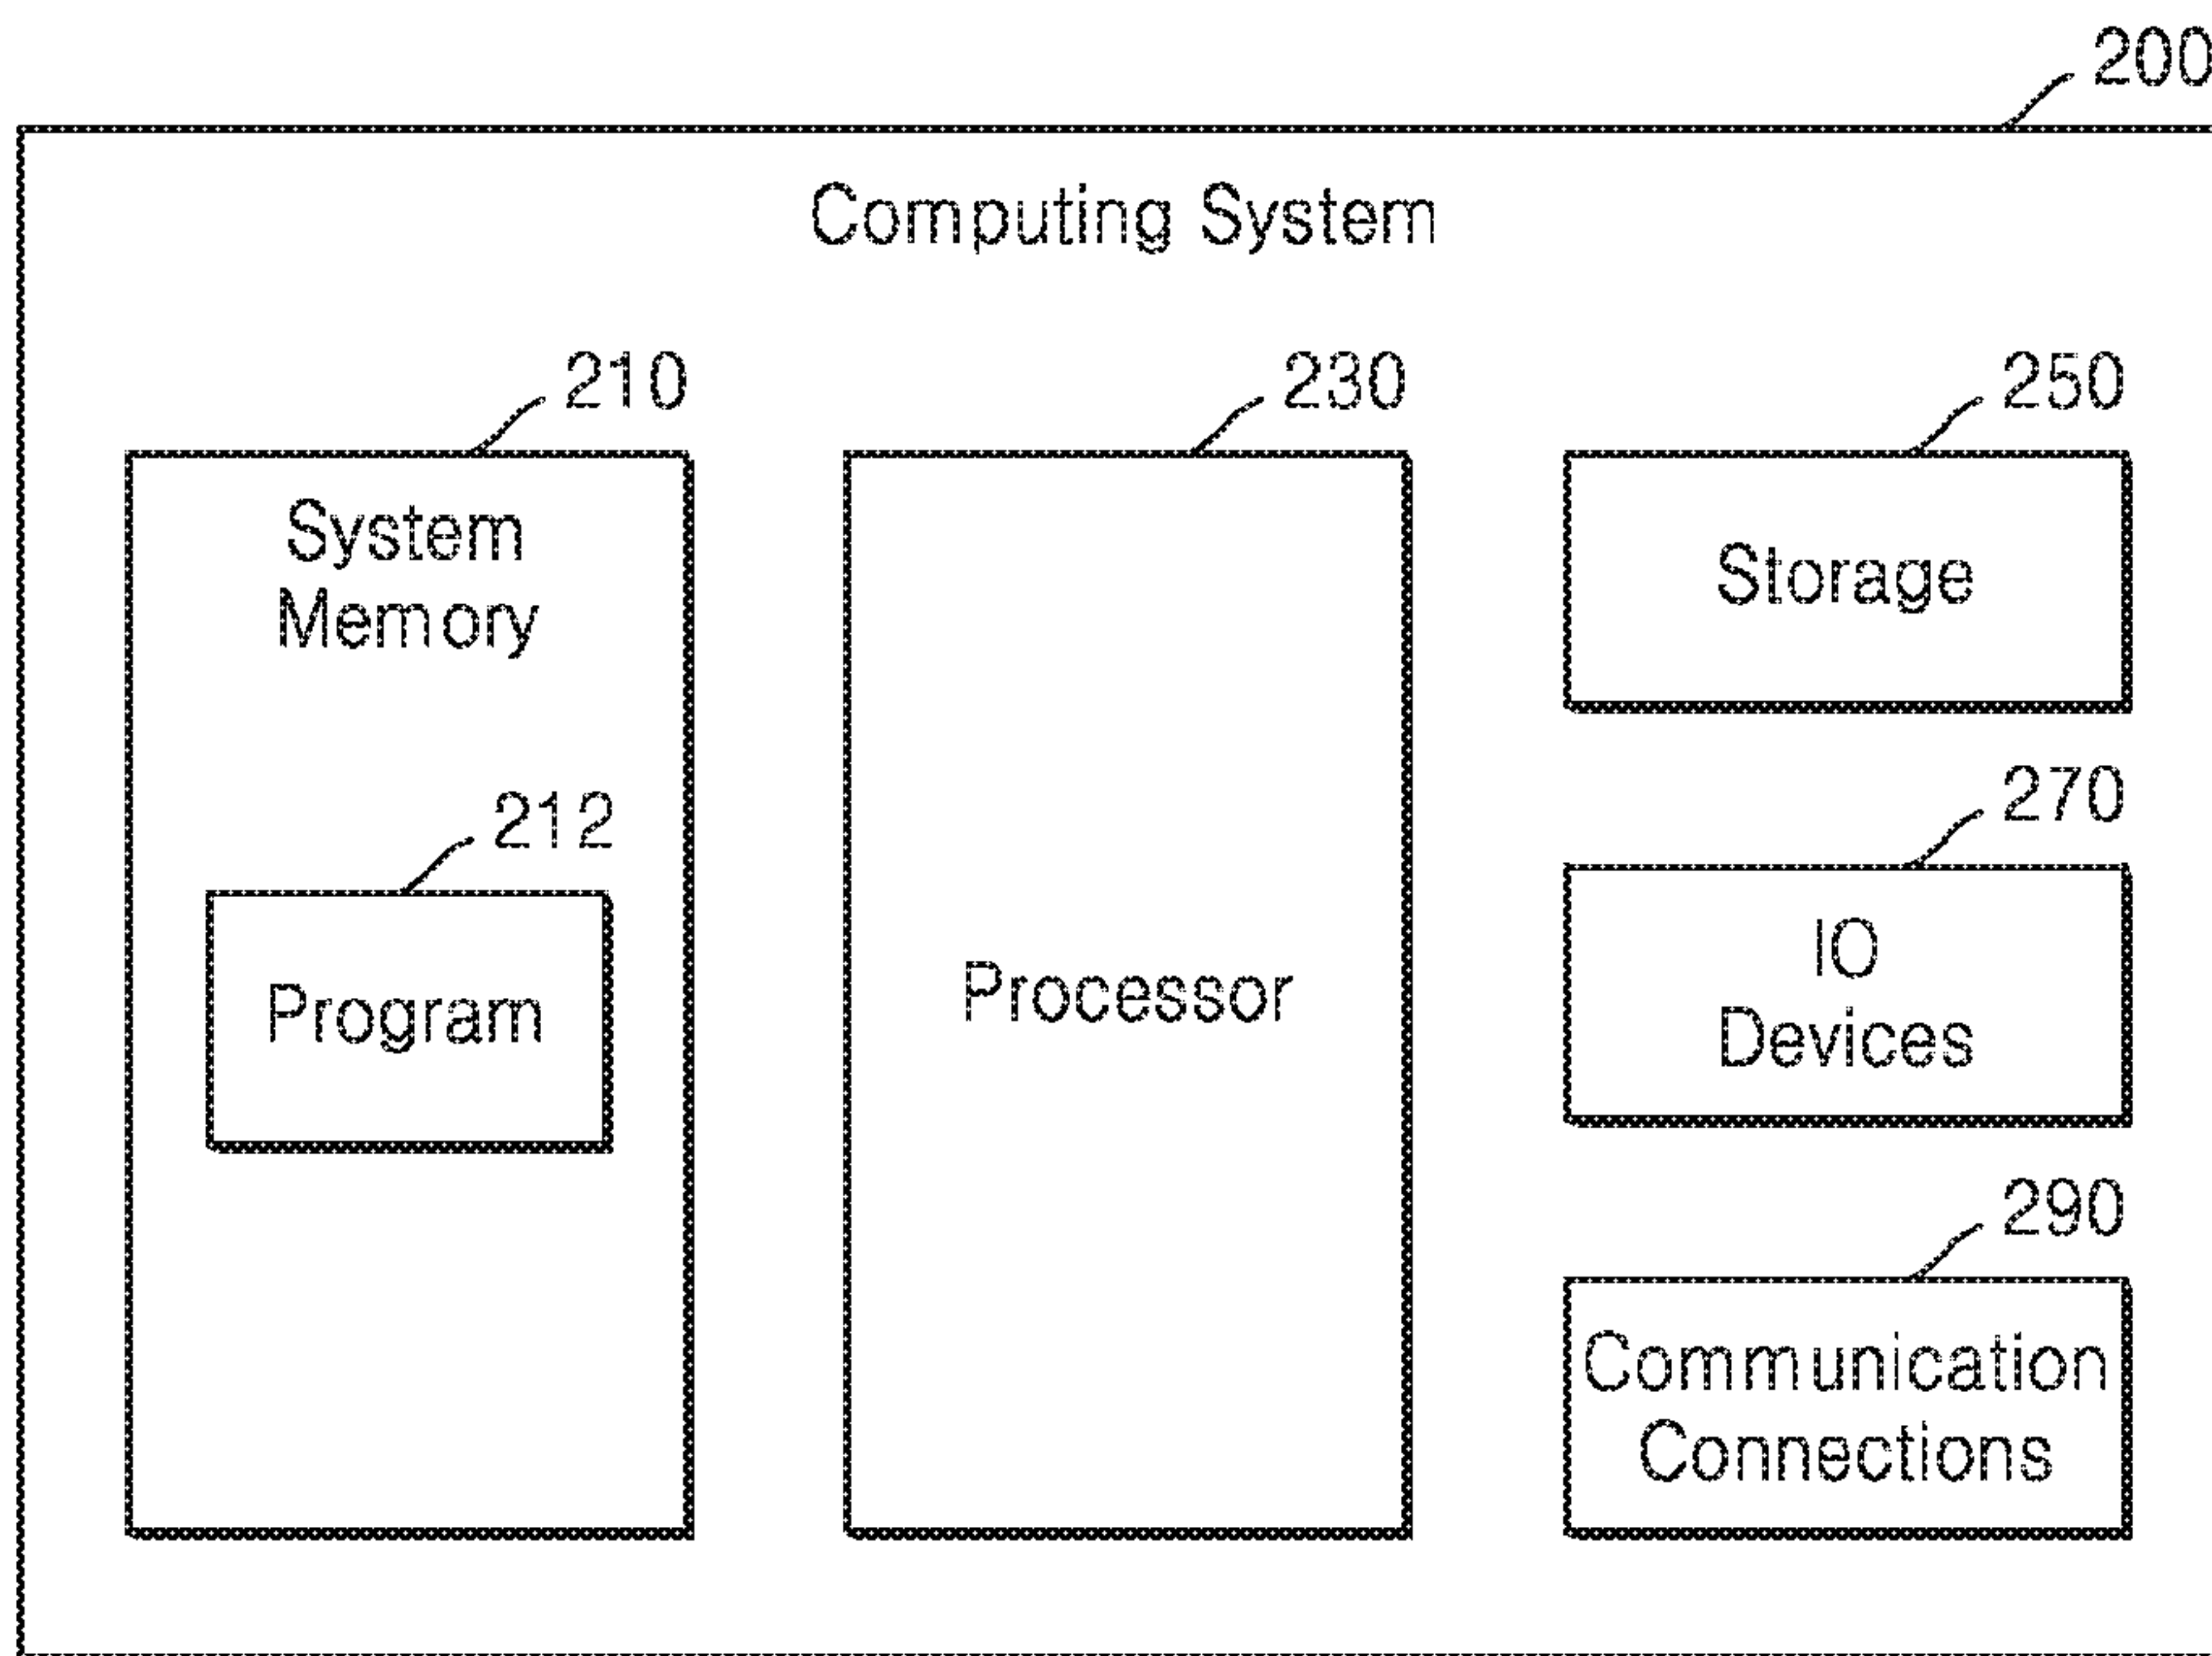 200
Computing System
210
System
Memory
212
Program
230
Processor
250
Storage
270
IO
Devices
290
Communication
Connections